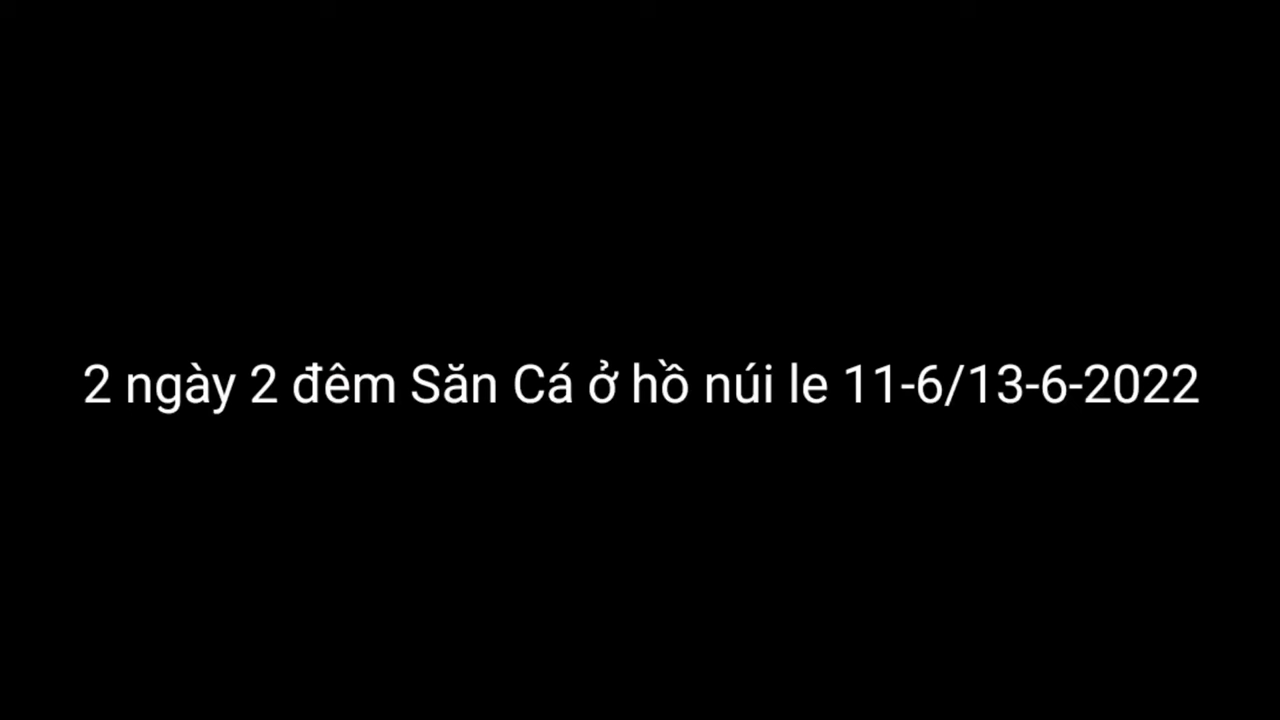 2 ngày 2 đêm Săn Cá ở hồ núi le 11-6/13-6-2022